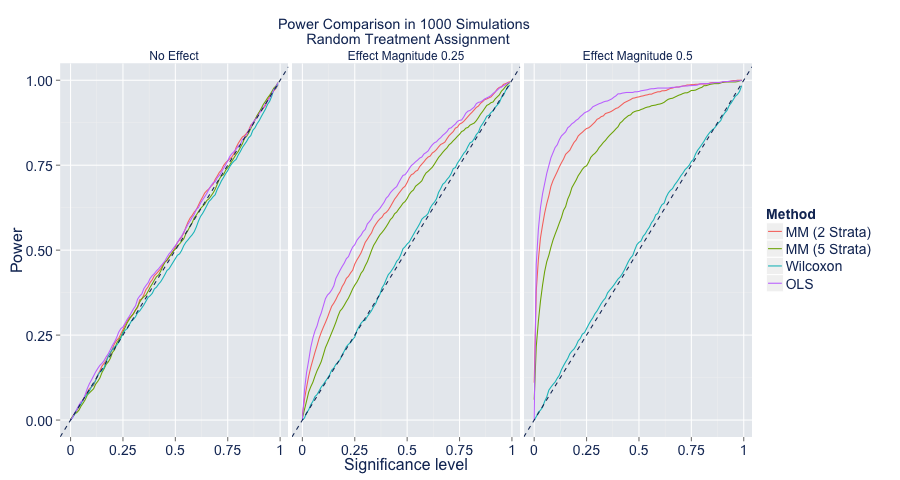 Power Comparison in 1000 Simulations
Random Treatment Assignment
No Effect
Effect Magnitude 0.25
Effect Magnitude 0.5
1.00
0.75
0.50
0.25
0.00
Power
0 0.25 0.5 0.75 1
0 0.25 0.5 0.75 1
0 0.25 0.5 0.75 1
Significance level
Method
MM (2 Strata)
MM (5 Strata)
Wilcoxon
OLS